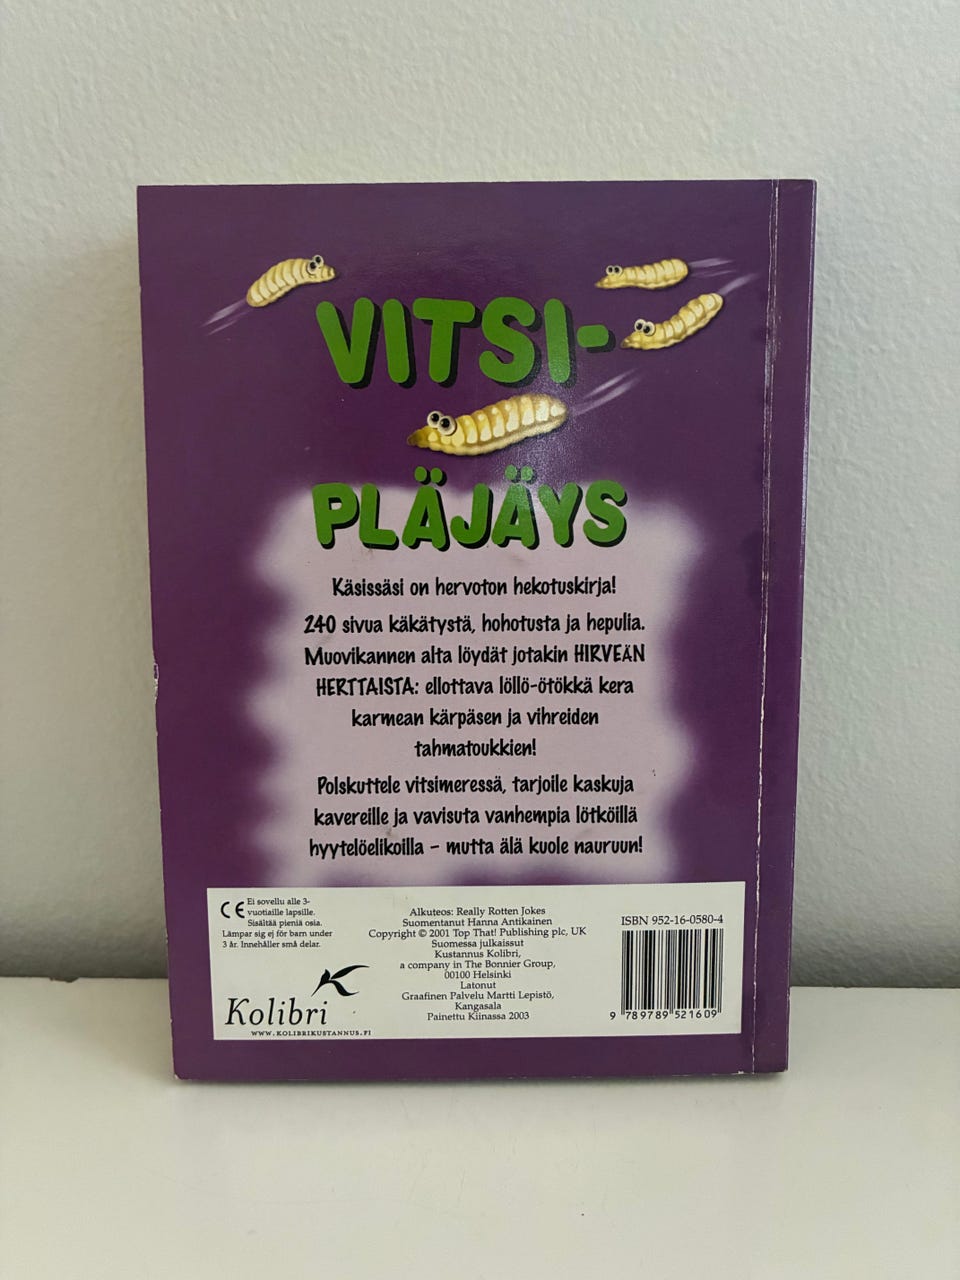 VITSI-
PLÄJÄYS
Käsissäsi on hervoton hekotuskirja!
240 sivua käkätystä, hohotusta ja hepulia.
Muovikannen alta löydät jotakin HIRVEÄN
HERTTAISTA: ellottava löllö-ötökkä kera
karmean kärpäsen ja vihreiden
tahmatoukkien!
Polskuttele vitsimeressä, tarjoile kaskuja
kavereille ja vavisuta vanhempia lötköillä
hyytelöelikoilla – mutta älä kuole nauruun!
CE Ei sovellu alle 3-
vuotiaille lapsille.
Sisältää pieniä osia.
Lämpar sig ej för barn under
3 år. Innehåller små delar.
Kolibri
WWW.KOLIBRIKUSTANNUS.FI
Alkuteos: Really Rotten Jokes
Suomentanut Hanna Antikainen
Copyright © 2001 Top That! Publishing plc, UK
Suomessa julkaissut
Kustannus Kolibri,
a company in The Bonnier Group,
00100 Helsinki
Latonut
Graafinen Palvelu Martti Lepistö,
Kangasala
Painettu Kiinassa 2003
ISBN 952-16-0580-4
9 789789 521609